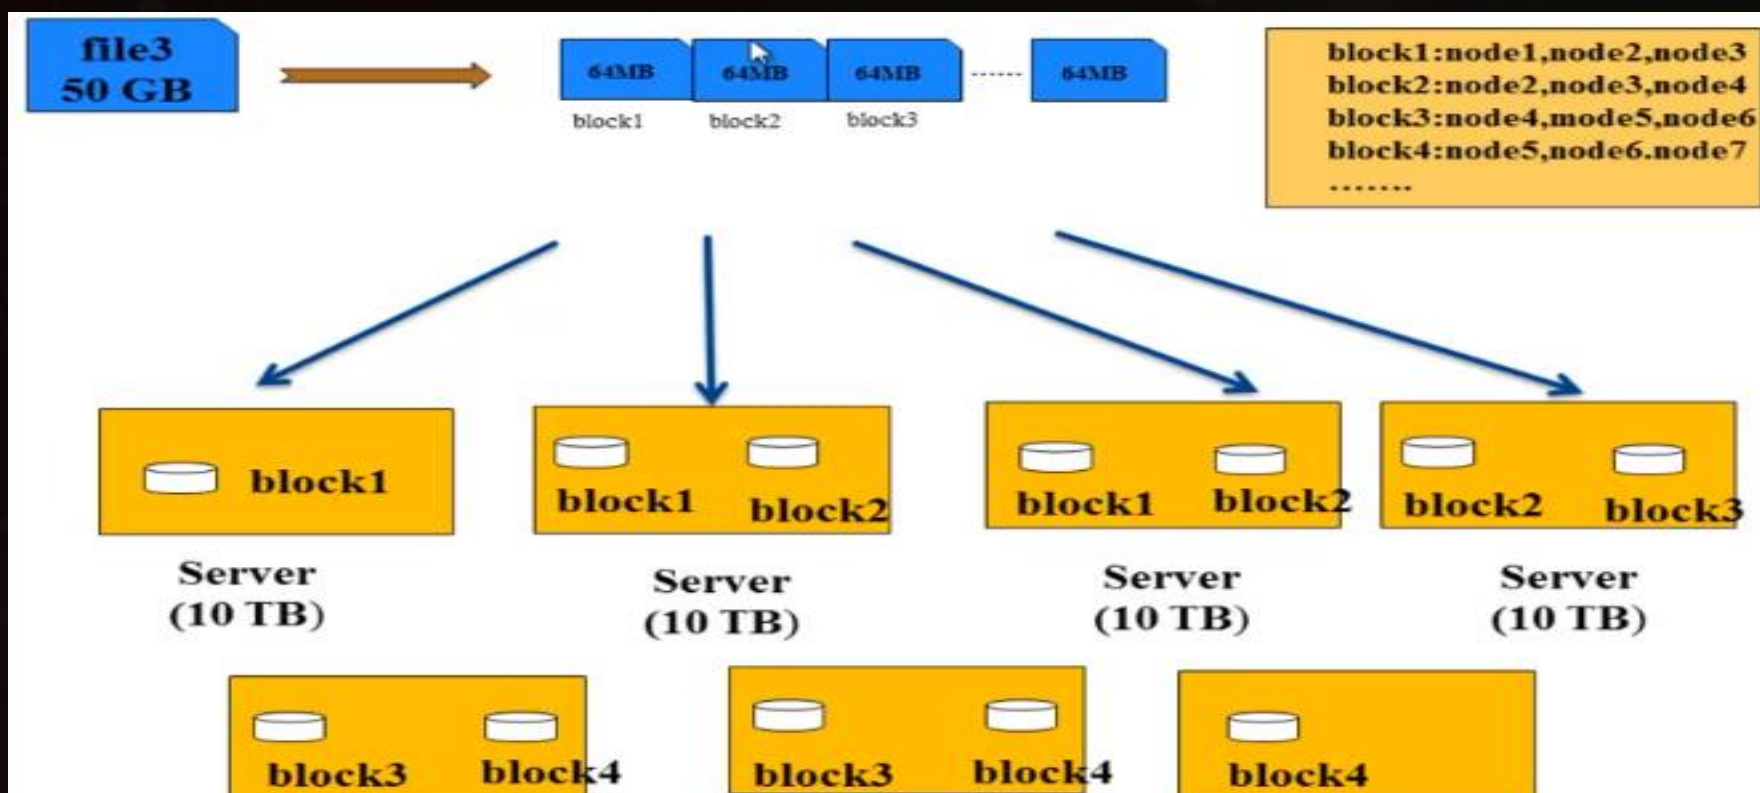 file3
50 GB
64MB
64MB
64MB
......
64MB
block1
block2
block3
block1:node1,node2,node3
block2:node2,node3,node4
block3:node4,mode5,node6
block4:node5,node6.node7
.......
block1
block1
block2
block1
block2
block2
block3
Server
(10 TB)
Server
(10 TB)
Server
(10 TB)
Server
(10 TB)
block3
block4
block3
block4
block4